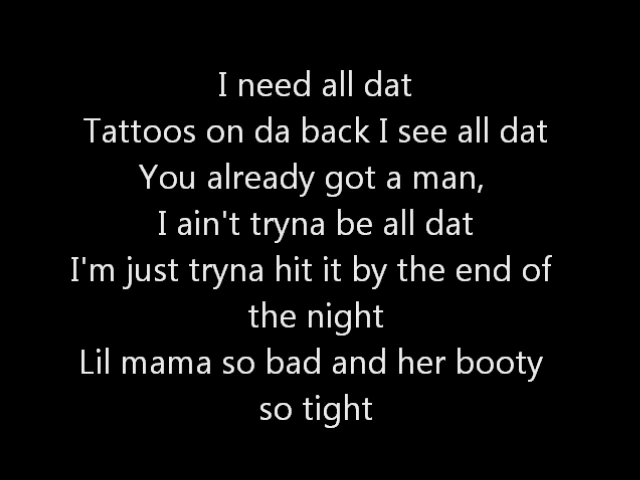 I need all dat
Tattoos on da back I see all dat
You already got a man,
I ain't tryna be all dat
I'm just tryna hit it by the end of
the night
Lil mama so bad and her booty
so tight